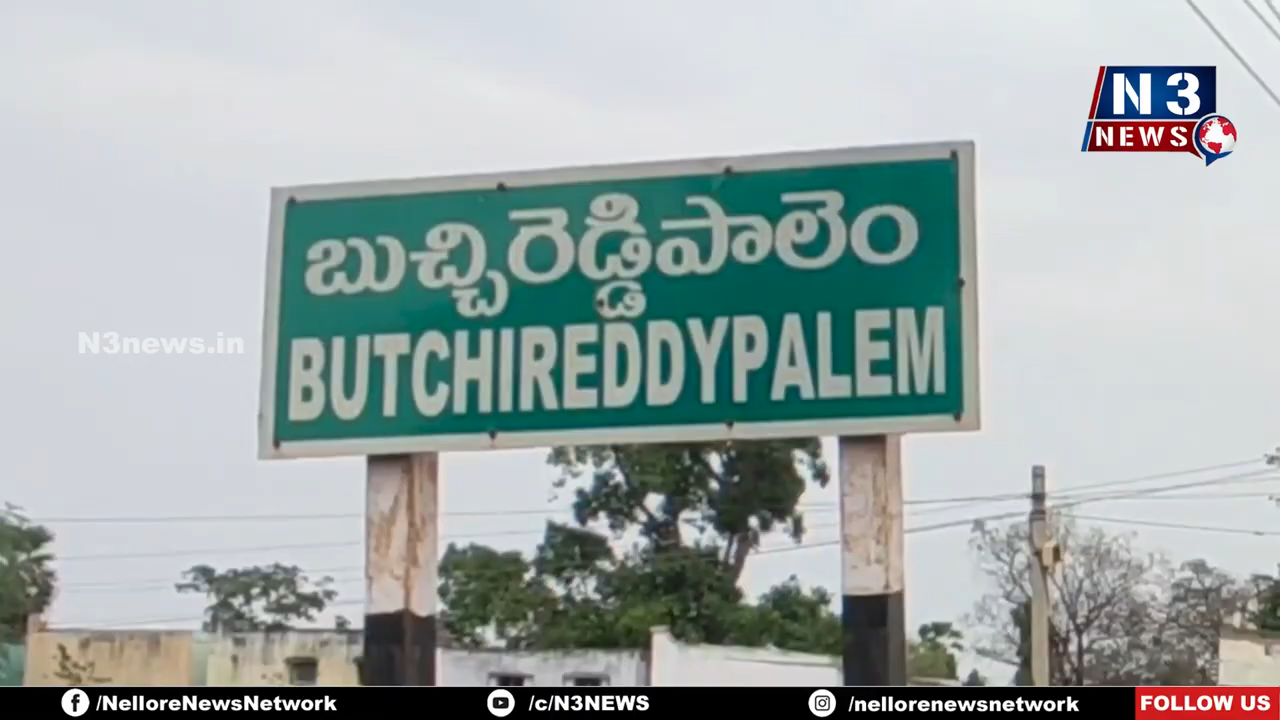 N3
NEWS
బుచ్చిరెడ్డిపాలెం
BUTCHIREDDYPALEM
N3news.in
/NelloreNewsNetwork
/c/N3NEWS
/nellorenewsnetwork
FOLLOW US